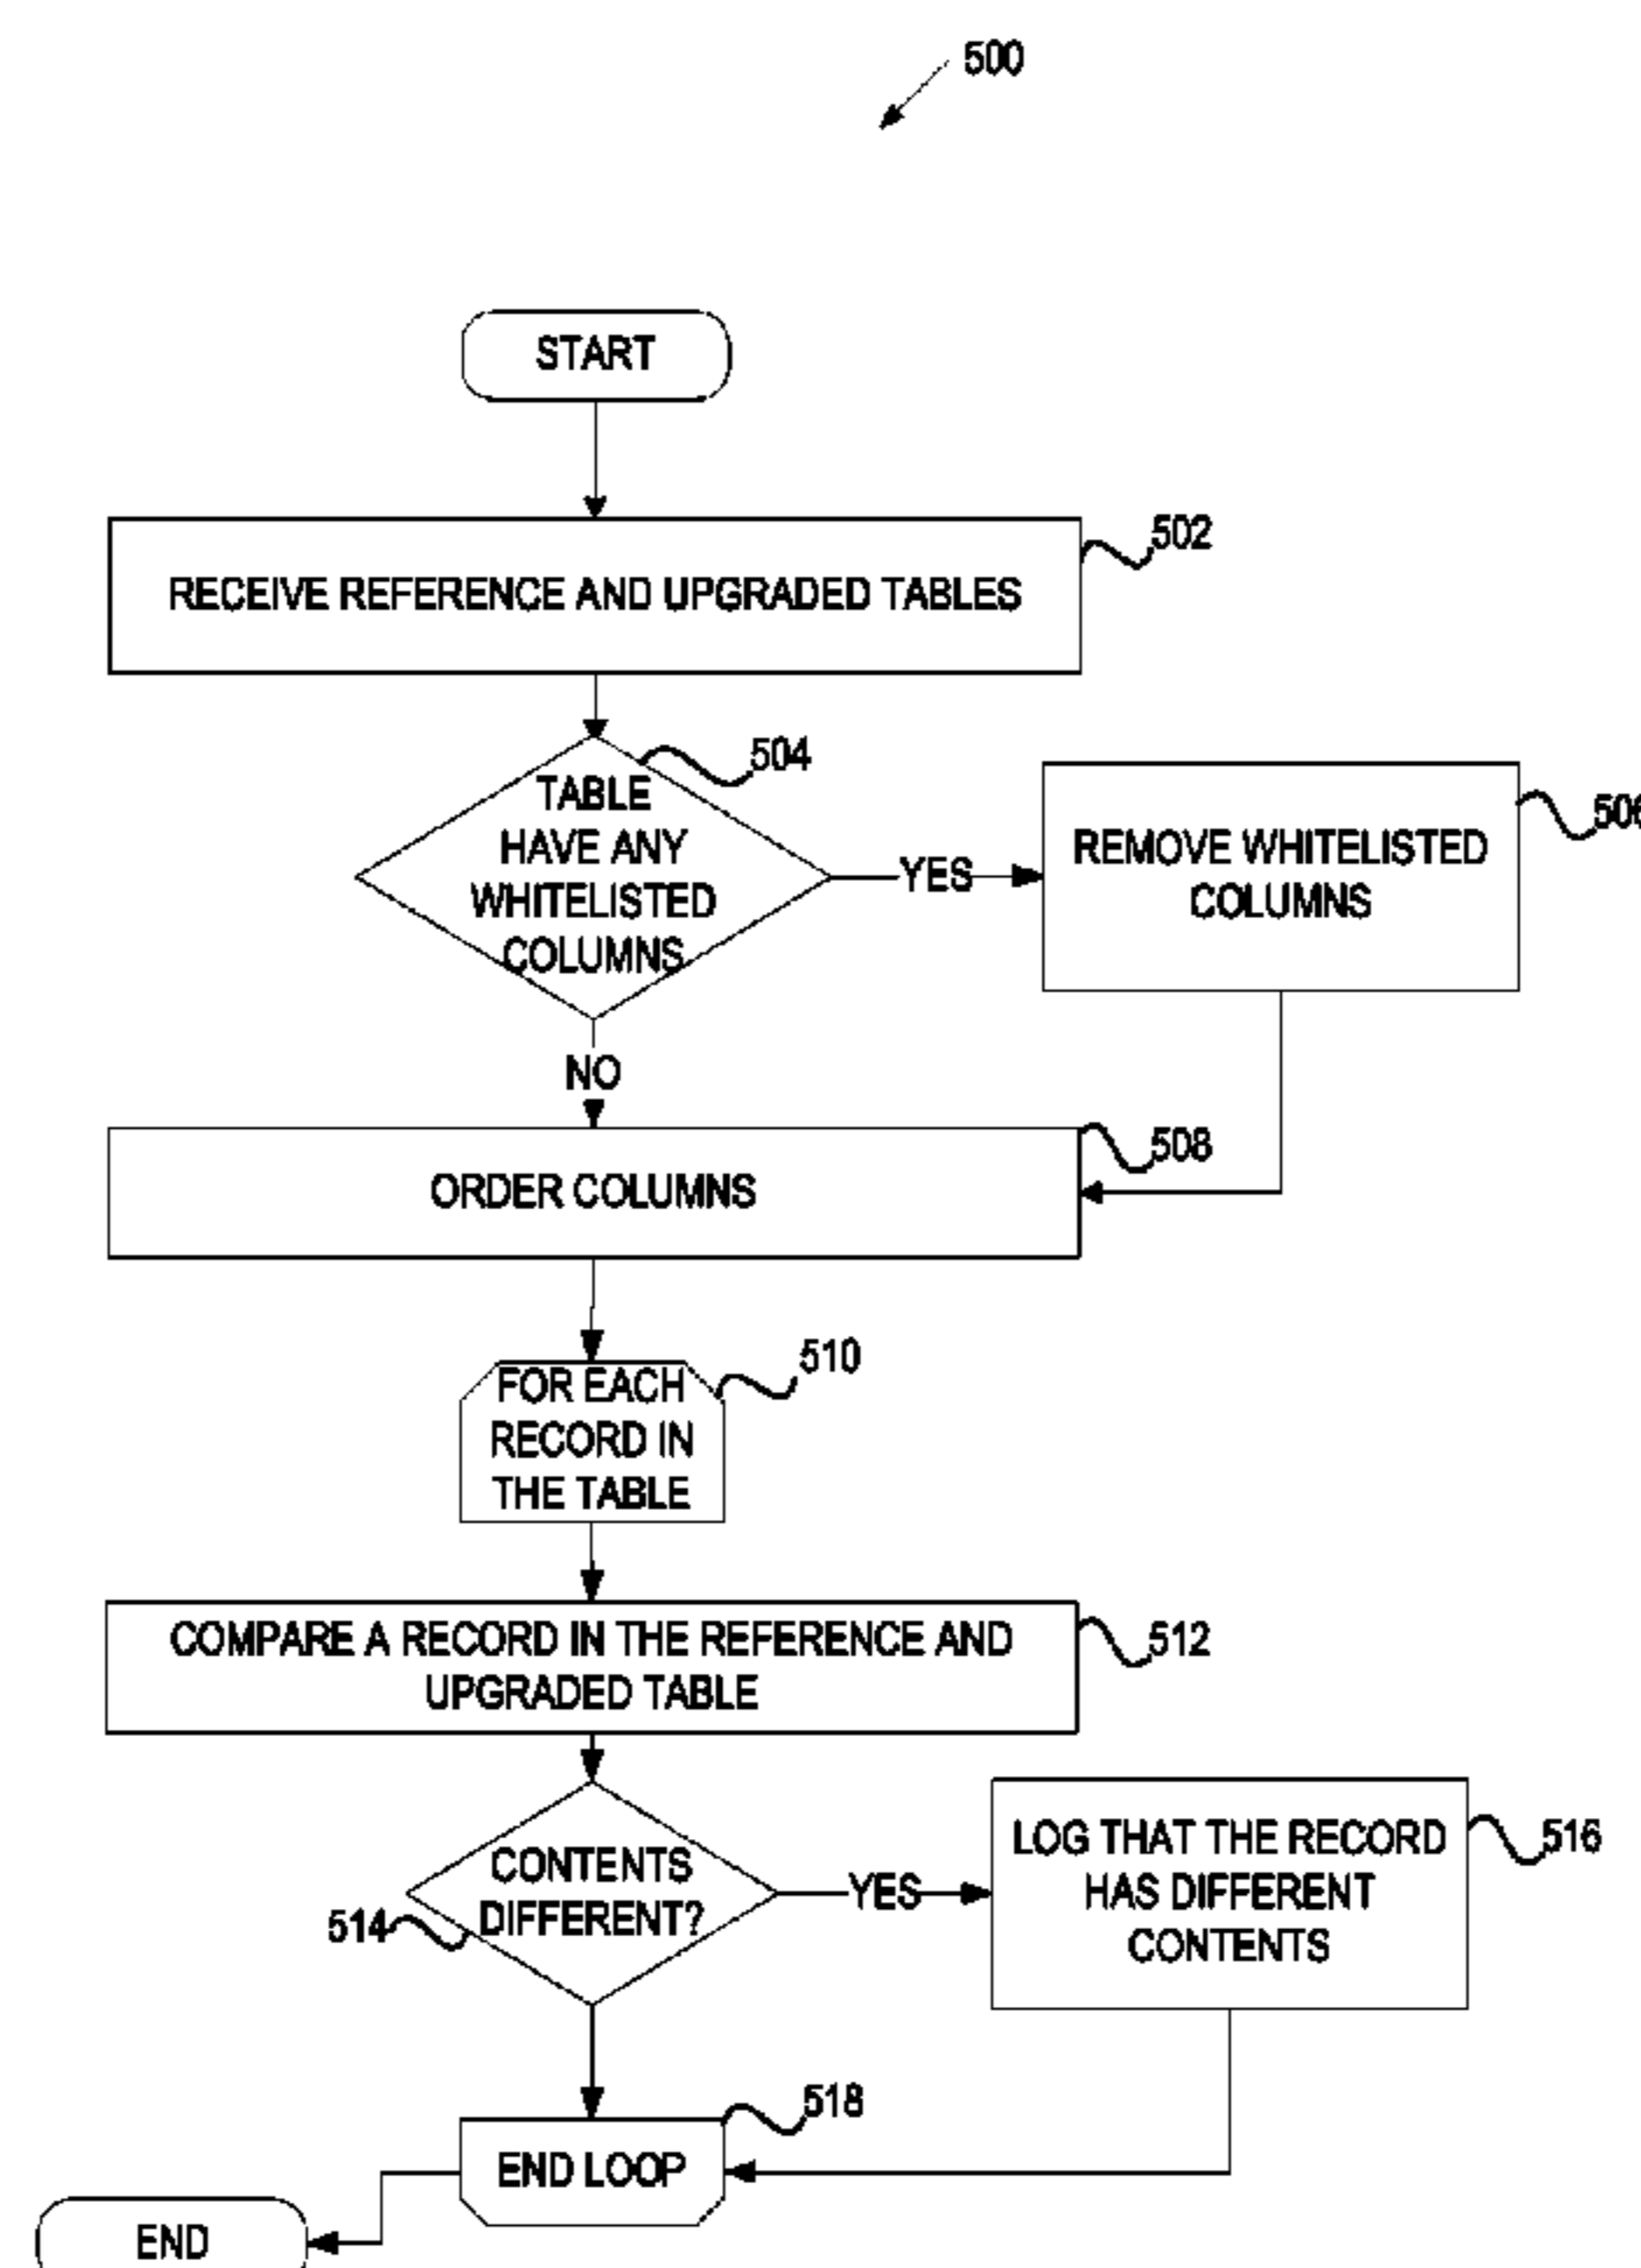 500
START
RECEIVE REFERENCE AND UPGRADED TABLES
502
TABLE
HAVE ANY
WHITELISTED
COLUMNS
504
YES
REMOVE WHITELISTED
COLUMNS
506
NO
ORDER COLUMNS
508
FOR EACH
RECORD IN
THE TABLE
510
COMPARE A RECORD IN THE REFERENCE AND
UPGRADED TABLE
512
CONTENTS
DIFFERENT?
514
YES
LOG THAT THE RECORD
HAS DIFFERENT
CONTENTS
516
END LOOP
518
END